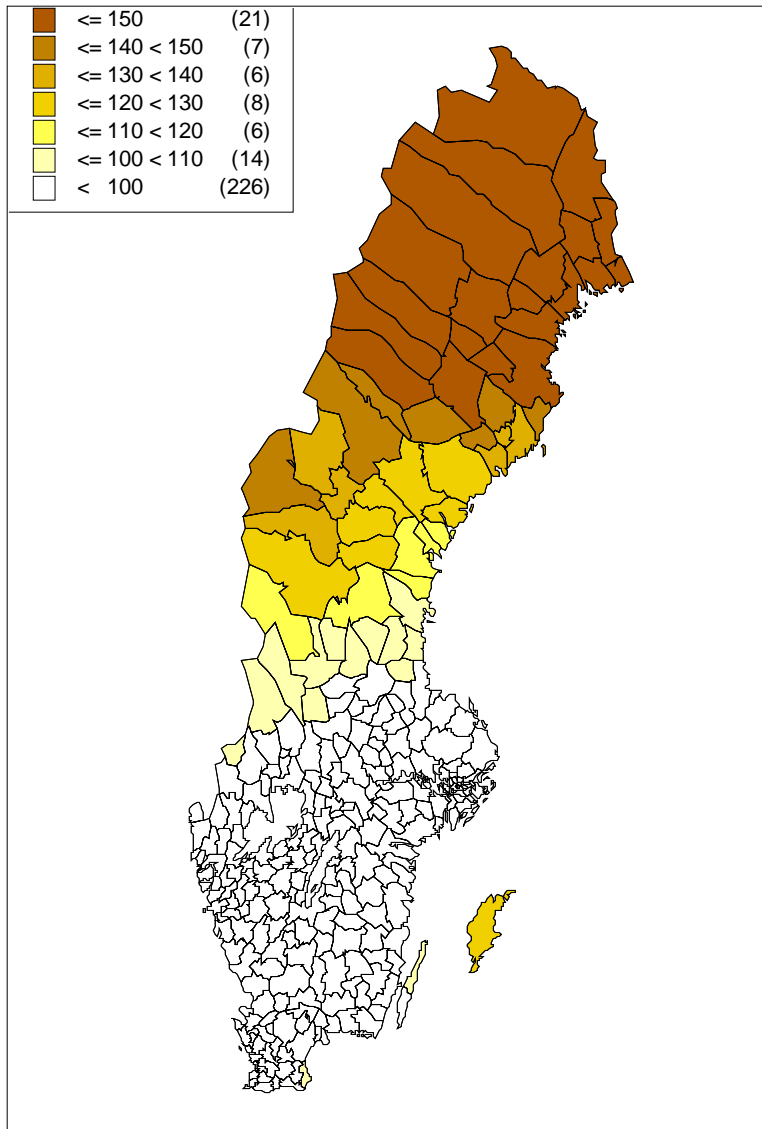 <= 150 (21)
<= 140 < 150 (7)
<= 130 < 140 (6)
<= 120 < 130 (8)
<= 110 < 120 (6)
<= 100 < 110 (14)
< 100 (226)